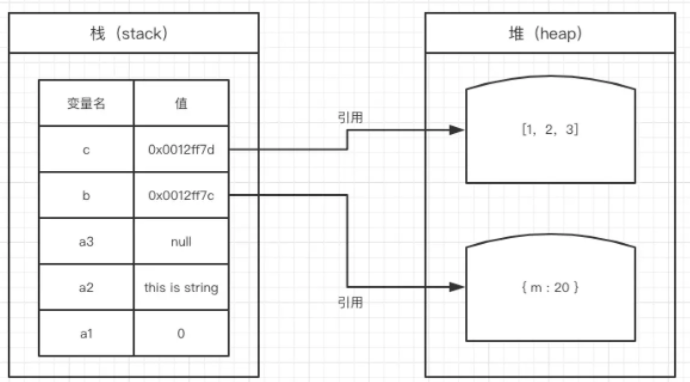 栈（stack）
变量名 值
c 0x0012ff7d
b 0x0012ff7c
a3 null
a2 this is string
a1 0
引用
引用
堆（heap）
[1，2，3]
{ m : 20 }